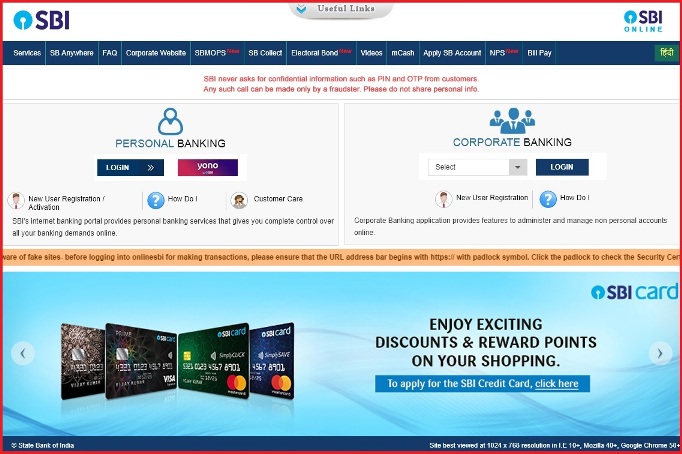 Useful Links
SBI
SBI
ONLINE
Services SB Anywhere FAQ Corporate Website SBMOPS New SB Collect Electoral Bond New Videos mCash Apply SB Account NPS New Bill Pay हिंदी
SBI never asks for confidential information such as PIN and OTP from customers.
Any such call can be made only by a fraudster. Please do not share personal info.
PERSONAL BANKING
LOGIN »
yono
New User Registration /
Activation
How Do I
Customer Care
SBI's internet banking portal provides personal banking services that gives you complete control over
all your banking demands online.
CORPORATE BANKING
Select
LOGIN
New User Registration
How Do I
Corporate Banking application provides features to administer and manage non personal accounts
online.
ware of fake sites- before logging into onlinesbi for making transactions, please ensure that the URL address bar begins with https:// with padlock symbol. Click the padlock to check the Security Cert
SBI card
ENJOY EXCITING
DISCOUNTS & REWARD POINTS
ON YOUR SHOPPING.
To apply for the SBI Credit Card, click here
PRIME
SBI card
SimplyCLICK
SBI card
SimplySAVE
VIJAY KUMAR
VISA
VIJAY KUMAR
mastercard
mastercard
© State Bank of India
Site best viewed at 1024 x 768 resolution in I.E 10+, Mozilla 40+, Google Chrome 50+